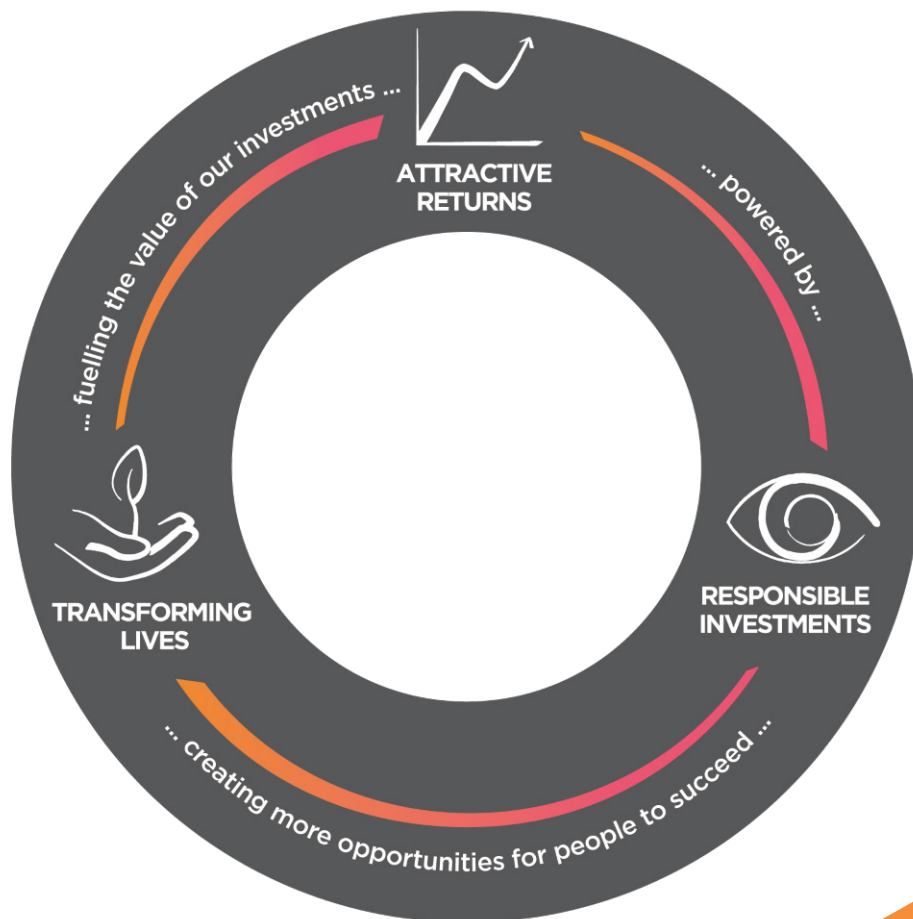 ATTRACTIVE
RETURNS
... powered by ...
RESPONSIBLE
INVESTMENTS
... creating more opportunities for people to succeed ...
TRANSFORMING
LIVES
... fuelling the value of our investments ...